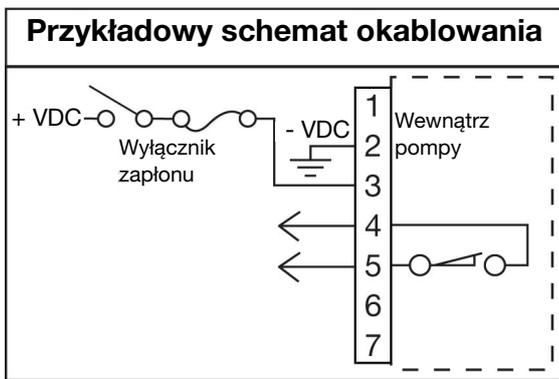 Przykładowy schemat okablowania
+ VDC
Wyłącznik
zapłonu
- VDC
1
2
3
4
5
6
7
Wewnątrz
pompy